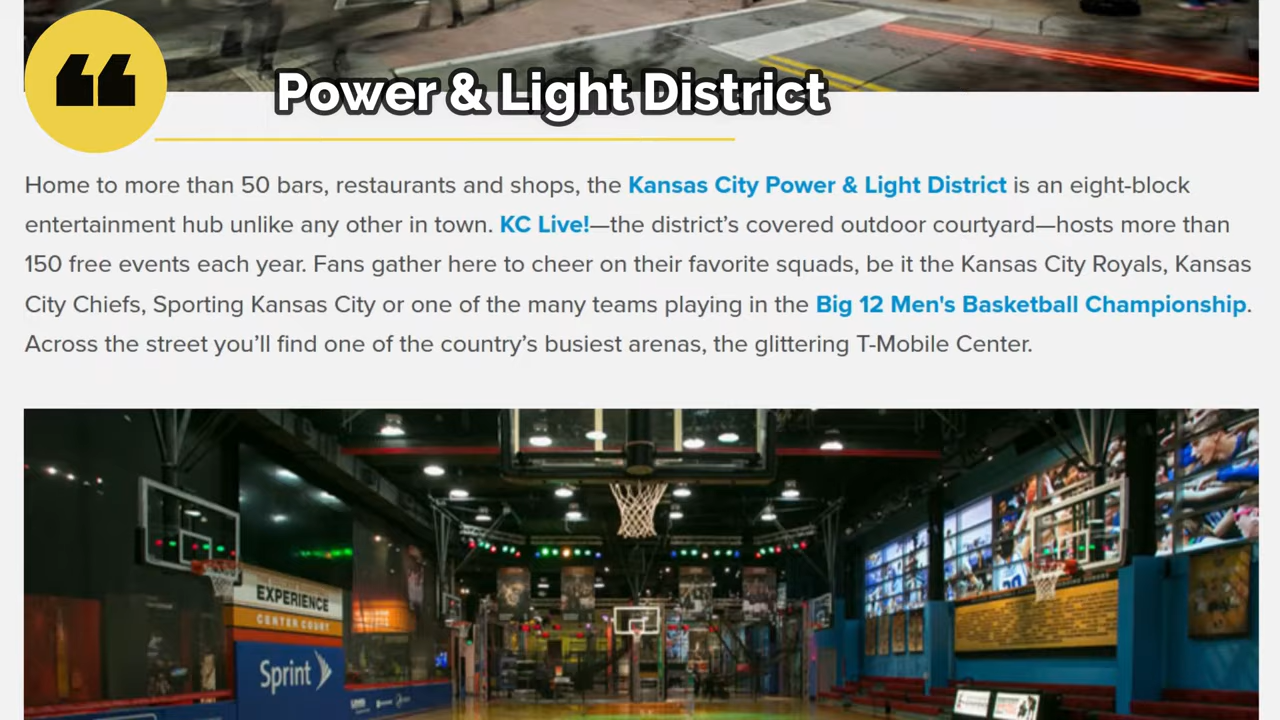 Power & Light District
Home to more than 50 bars, restaurants and shops, the Kansas City Power & Light District is an eight-block
entertainment hub unlike any other in town. KC Live!—the district’s covered outdoor courtyard—hosts more than
150 free events each year. Fans gather here to cheer on their favorite squads, be it the Kansas City Royals, Kansas
City Chiefs, Sporting Kansas City or one of the many teams playing in the Big 12 Men's Basketball Championship.
Across the street you’ll find one of the country’s busiest arenas, the glittering T-Mobile Center.
EXPERIENCE
CENTER COURT
Sprint